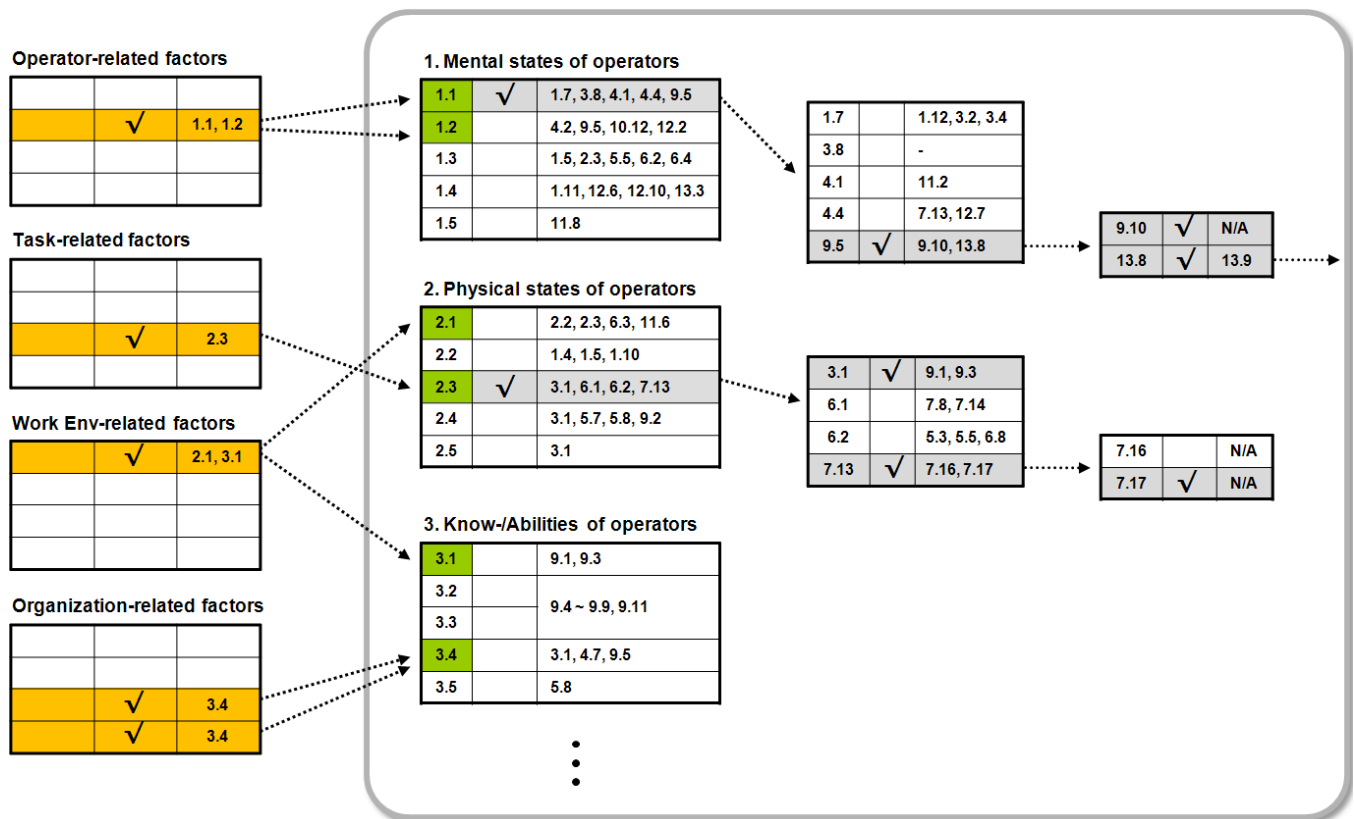 Operator-related factors
√ 1.1, 1.2
Task-related factors
√ 2.3
Work Env-related factors
√ 2.1, 3.1
Organization-related factors
√ 3.4
√ 3.4
1. Mental states of operators
1.1 √ 1.7, 3.8, 4.1, 4.4, 9.5
1.2 4.2, 9.5, 10.12, 12.2
1.3 1.5, 2.3, 5.5, 6.2, 6.4
1.4 1.11, 12.6, 12.10, 13.3
1.5 11.8
2. Physical states of operators
2.1 2.2, 2.3, 6.3, 11.6
2.2 1.4, 1.5, 1.10
2.3 √ 3.1, 6.1, 6.2, 7.13
2.4 3.1, 5.7, 5.8, 9.2
2.5 3.1
3. Know-/Abilities of operators
3.1 9.1, 9.3
3.2
9.4 ~ 9.9, 9.11
3.3
3.4 3.1, 4.7, 9.5
3.5 5.8
1.7 1.12, 3.2, 3.4
3.8 -
4.1 11.2
4.4 7.13, 12.7
9.5 √ 9.10, 13.8
3.1 √ 9.1, 9.3
6.1 7.8, 7.14
6.2 5.3, 5.5, 6.8
7.13 √ 7.16, 7.17
9.10 √ N/A
13.8 √ 13.9
7.16 N/A
7.17 √ N/A